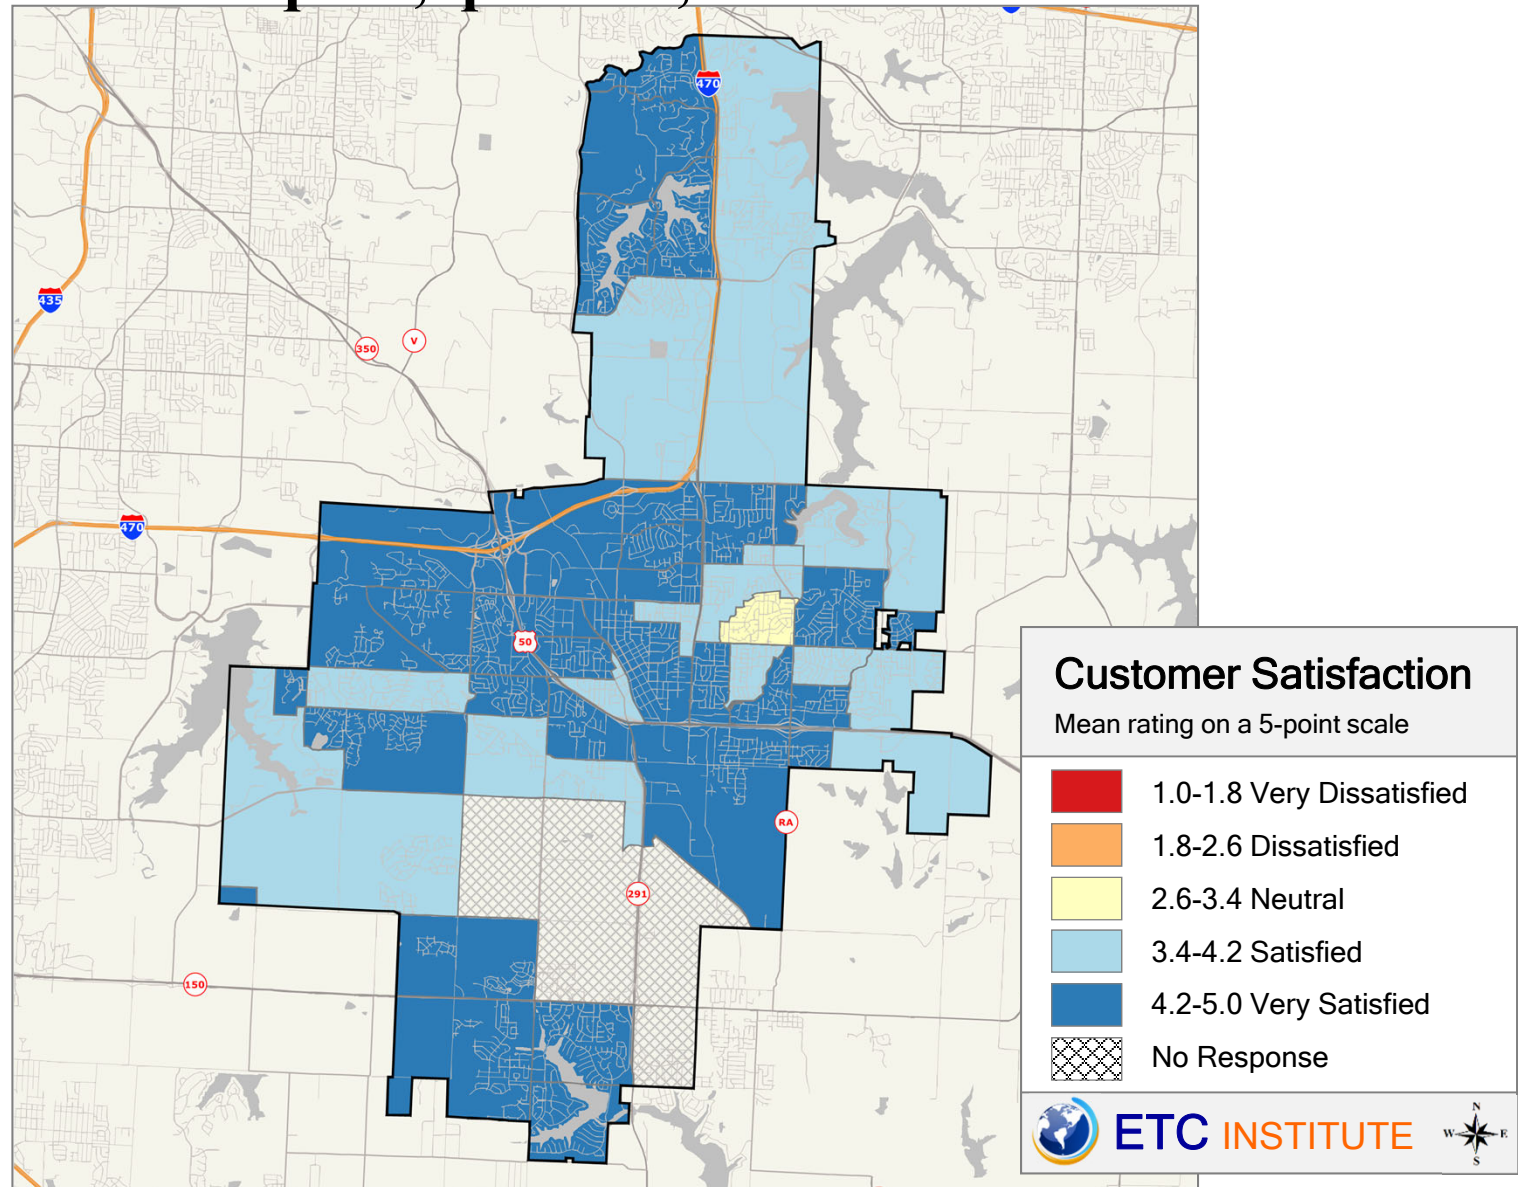 470
435
350
V
470
50
RA
291
150
Customer Satisfaction
Mean rating on a 5-point scale
1.0-1.8 Very Dissatisfied
1.8-2.6 Dissatisfied
2.6-3.4 Neutral
3.4-4.2 Satisfied
4.2-5.0 Very Satisfied
No Response
ETC INSTITUTE
N
W E
S